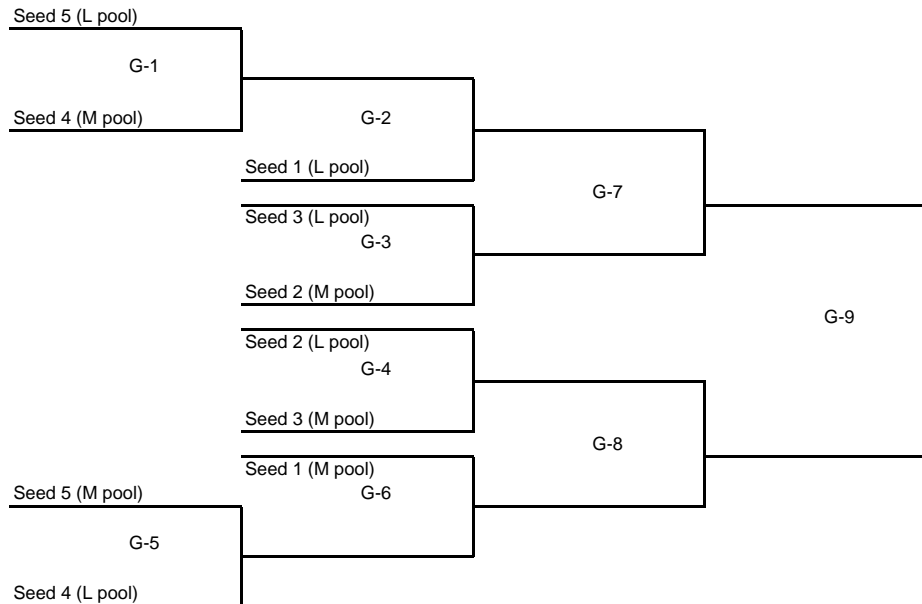 Seed 5 (L pool)
G-1
Seed 4 (M pool)
G-2
Seed 1 (L pool)
G-7
Seed 3 (L pool)
G-3
Seed 2 (M pool)
G-9
Seed 2 (L pool)
G-4
Seed 3 (M pool)
G-8
Seed 1 (M pool)
G-6
Seed 5 (M pool)
G-5
Seed 4 (L pool)